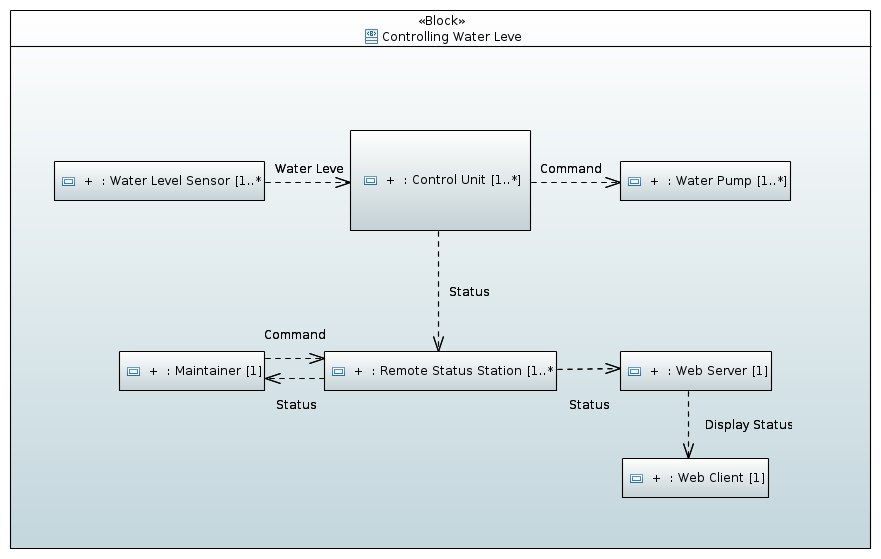 «Block»
Controlling Water Leve
Water Leve
Command
+ : Water Level Sensor [1..*
+ : Control Unit [1..*]
+ : Water Pump [1..*]
Status
Command
+ : Maintainer [1]
+ : Remote Status Station [1..*
+ : Web Server [1]
Status
Status
Display Status
+ : Web Client [1]